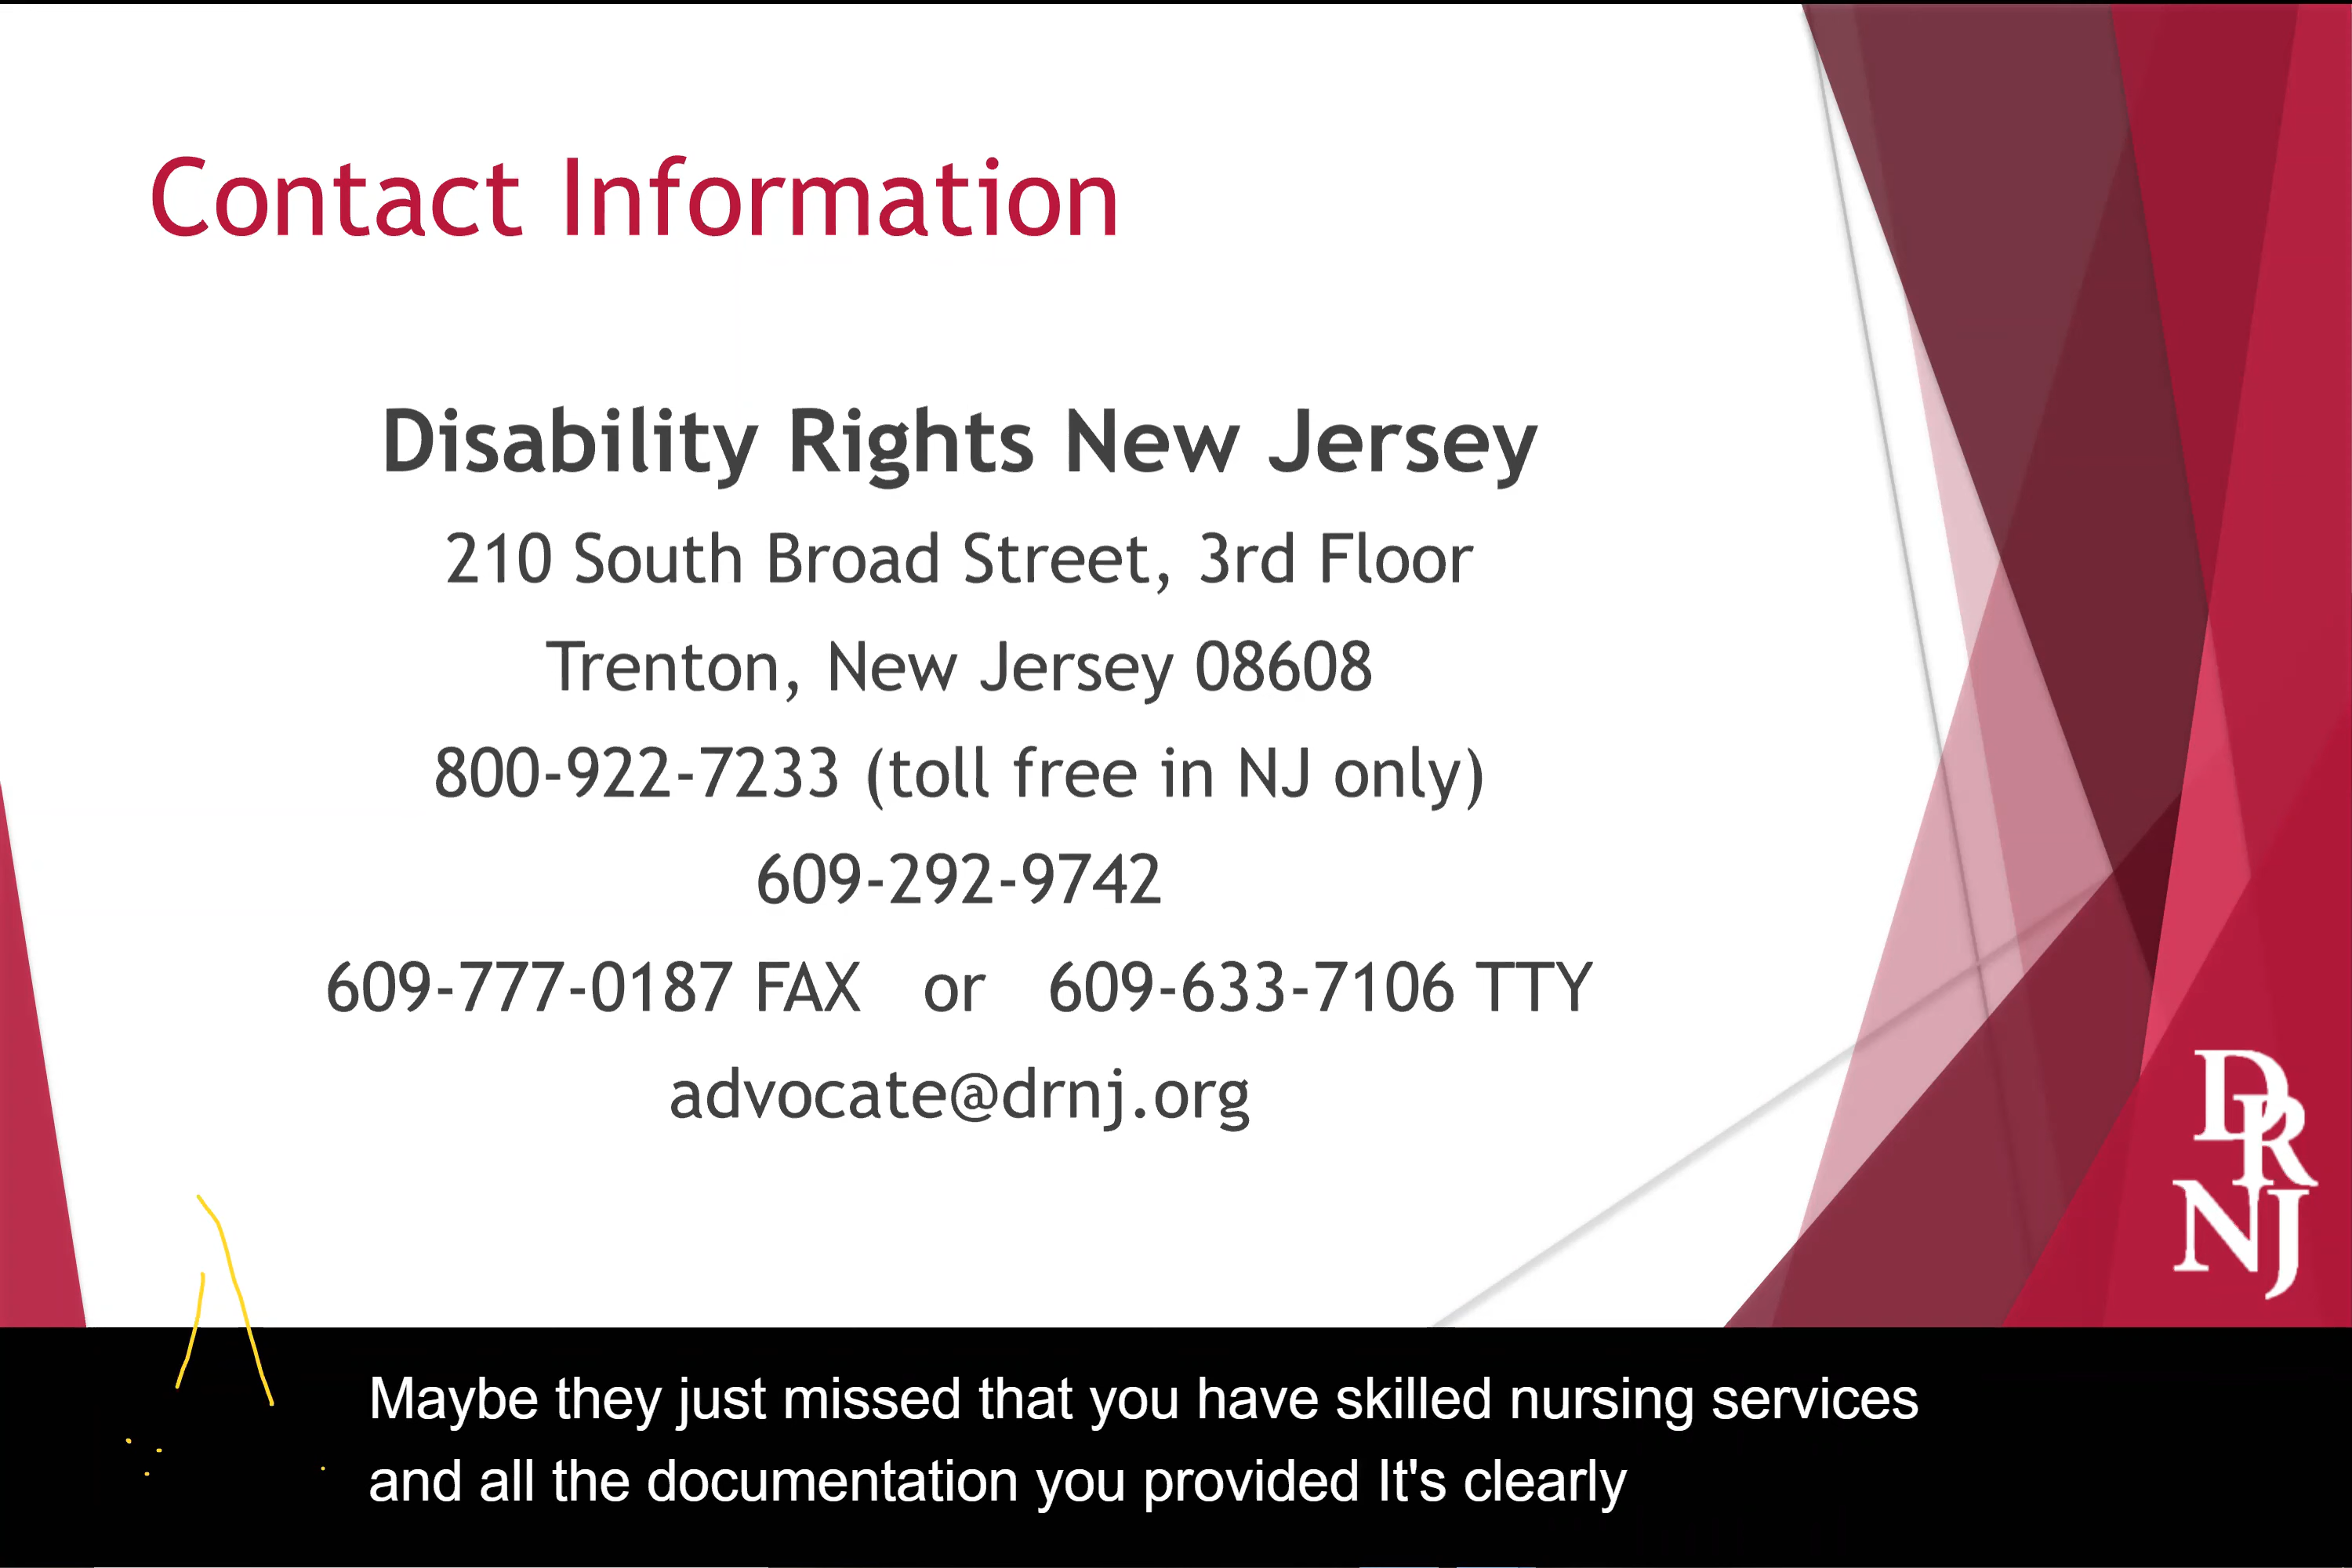 Contact Information
Disability Rights New Jersey
210 South Broad Street, 3rd Floor
Trenton, New Jersey 08608
800-922-7233 (toll free in NJ only)
609-292-9742
609-777-0187 FAX or 609-633-7106 TTY
advocate@drnj.org
DR
NJ
Maybe they just missed that you have skilled nursing services
and all the documentation you provided It's clearly